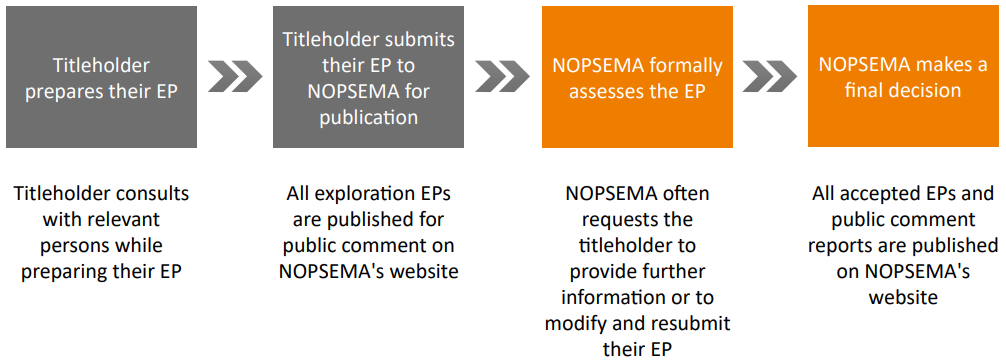 Titleholder
prepares their EP
Titleholder submits
their EP to
NOPSEMA for
publication
NOPSEMA formally
assesses the EP
NOPSEMA makes a
final decision
Titleholder consults
with relevant
persons while
preparing their EP
All exploration EPs
are published for
public comment on
NOPSEMA's website
NOPSEMA often
requests the
titleholder to
provide further
information or to
modify and resubmit
their EP
All accepted EPs and
public comment
reports are published
on NOPSEMA's
website